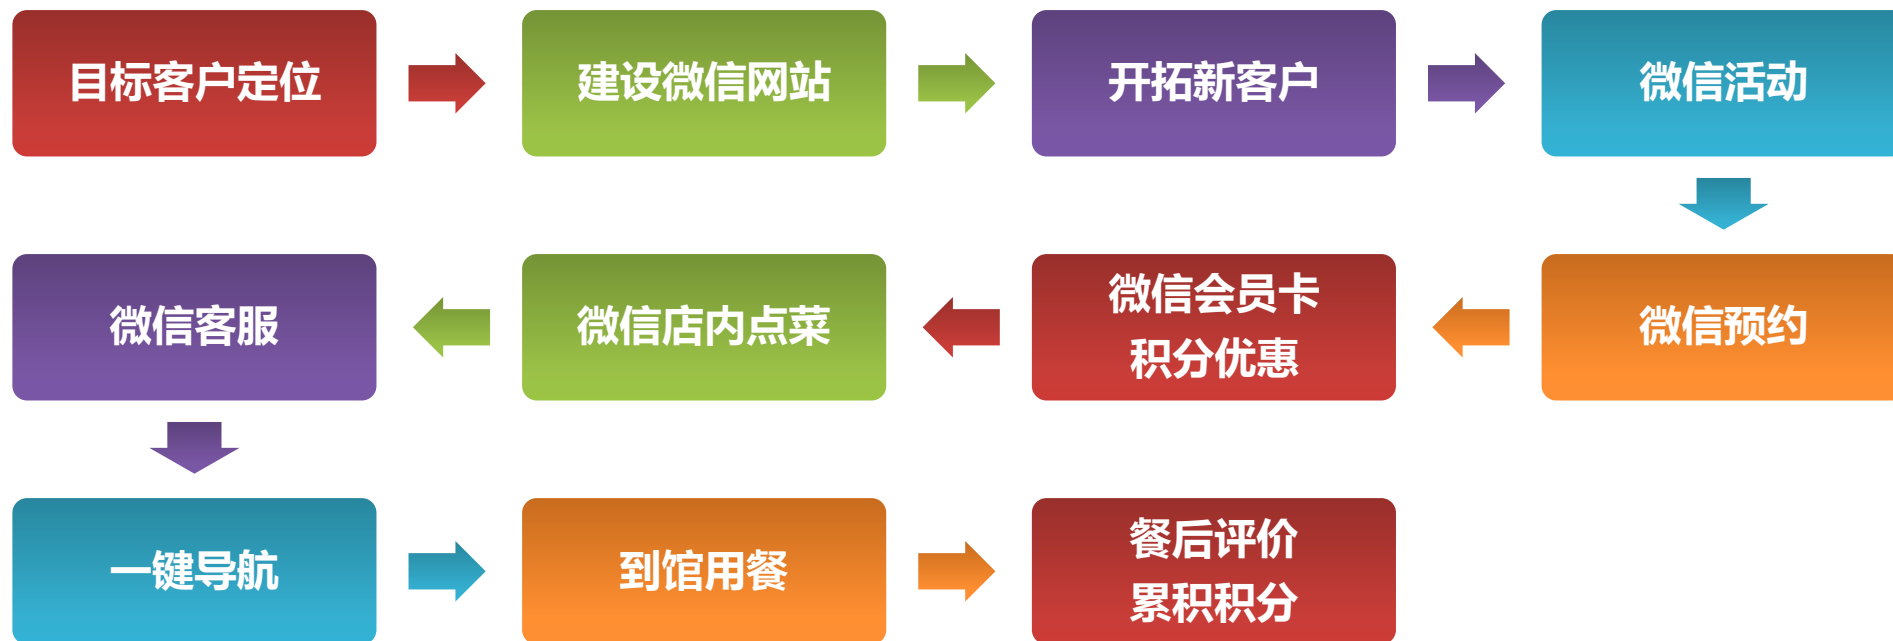 目标客户定位
建设微信网站
开拓新客户
微信活动
微信客服
微信店内点菜
微信会员卡
积分优惠
微信预约
一键导航
到馆用餐
餐后评价
累积积分